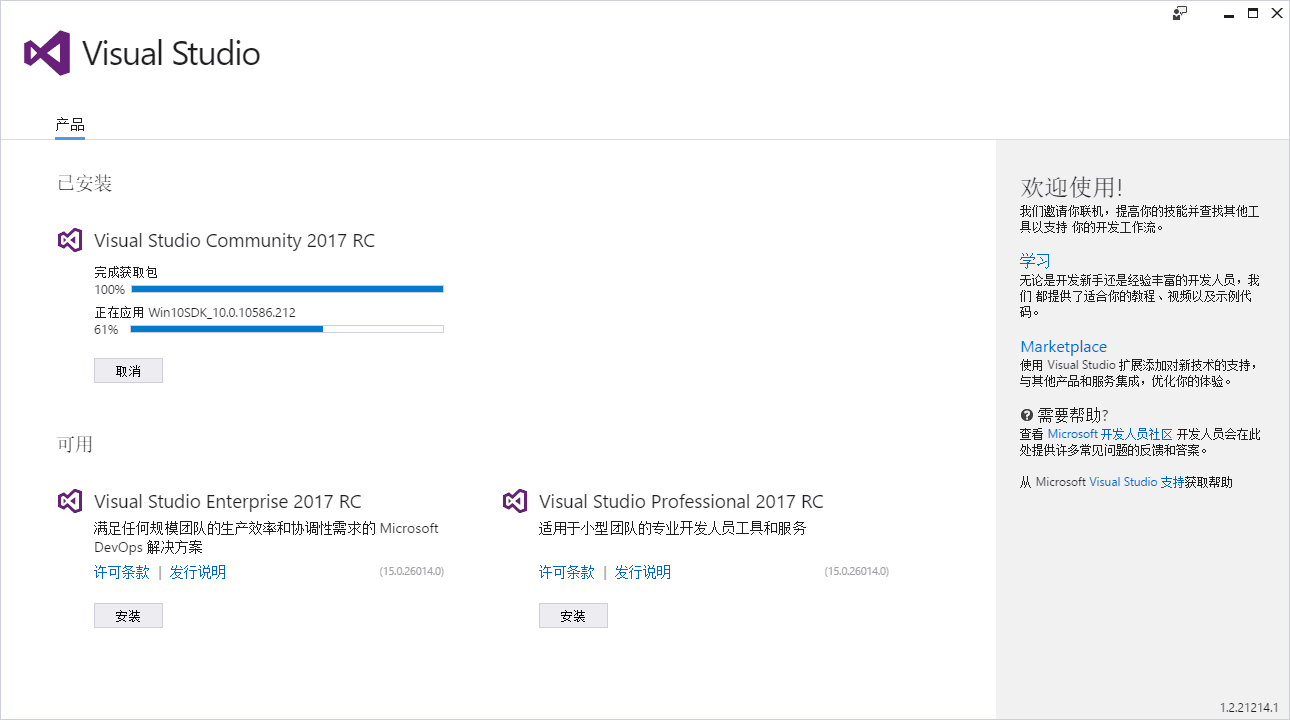 Visual Studio
产品
已安装
Visual Studio Community 2017 RC
完成获取包
100%
正在应用 Win10SDK_10.0.10586.212
61%
取消
可用
Visual Studio Enterprise 2017 RC
满足任何规模团队的生产效率和协调性需求的 Microsoft
DevOps 解决方案
许可条款 | 发行说明 (15.0.26014.0)
安装
Visual Studio Professional 2017 RC
适用于小型团队的专业开发人员工具和服务
许可条款 | 发行说明 (15.0.26014.0)
安装
欢迎使用!
我们邀请你联机，提高你的技能并查找其他工
具以支持 你的开发工作流。
学习
无论是开发新手还是经验丰富的开发人员，我
们 都提供了适合你的教程、视频以及示例代
码。
Marketplace
使用 Visual Studio 扩展添加对新技术的支持，
与其他产品和服务集成，优化你的体验。
需要帮助?
查看 Microsoft 开发人员社区 开发人员会在此
处提供许多常见问题的反馈和答案。
从 Microsoft Visual Studio 支持获取帮助
1.2.21214.1